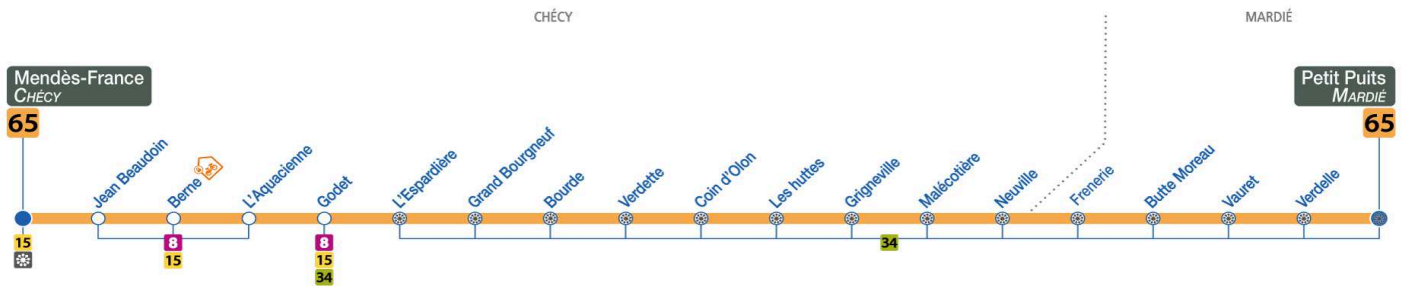 CHÉCY
MARDIÉ
Mendès-France
CHÉCY
65
Petit Puits
MARDIÉ
65
Jean Beaudoin
Berne
L'Aquacienne
Godet
L'Espardière
Grand Bourgneuf
Bourde
Verdette
Coin d'Olon
Les huttes
Grigneville
Malécotière
Neuville
Frenerie
Butte Moreau
Vauret
Verdelle
15
8
15
8
15
34
34